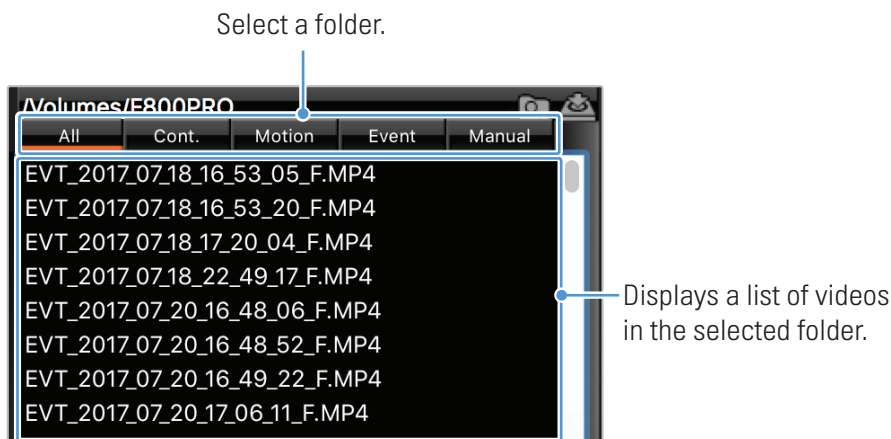 Select a folder.
/Volumes/F800PRO
All Cont. Motion Event Manual
EVT_2017_07_18_16_53_05_F.MP4
EVT_2017_07_18_16_53_20_F.MP4
EVT_2017_07_18_17_20_04_F.MP4
EVT_2017_07_18_22_49_17_F.MP4
EVT_2017_07_20_16_48_06_F.MP4
EVT_2017_07_20_16_48_52_F.MP4
EVT_2017_07_20_16_49_22_F.MP4
EVT_2017_07_20_17_06_11_F.MP4
Displays a list of videos
in the selected folder.